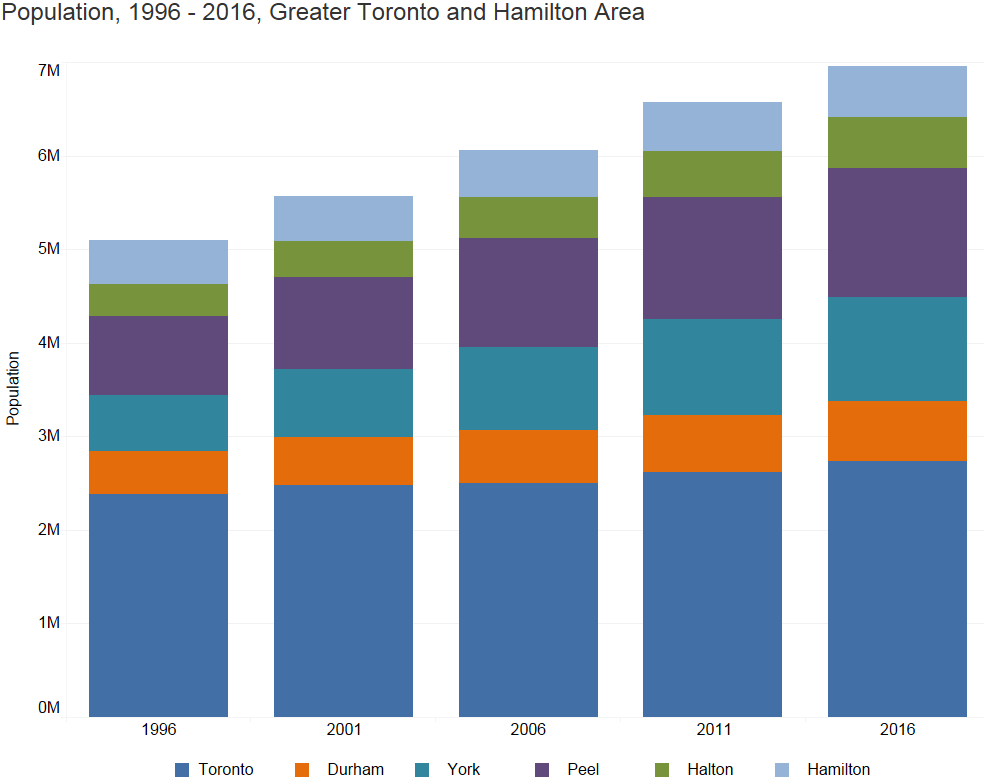 Population, 1996 - 2016, Greater Toronto and Hamilton Area
7M
6M
5M
4M
3M
2M
1M
0M
Population
1996 2001 2006 2011 2016
Toronto Durham York Peel Halton Hamilton